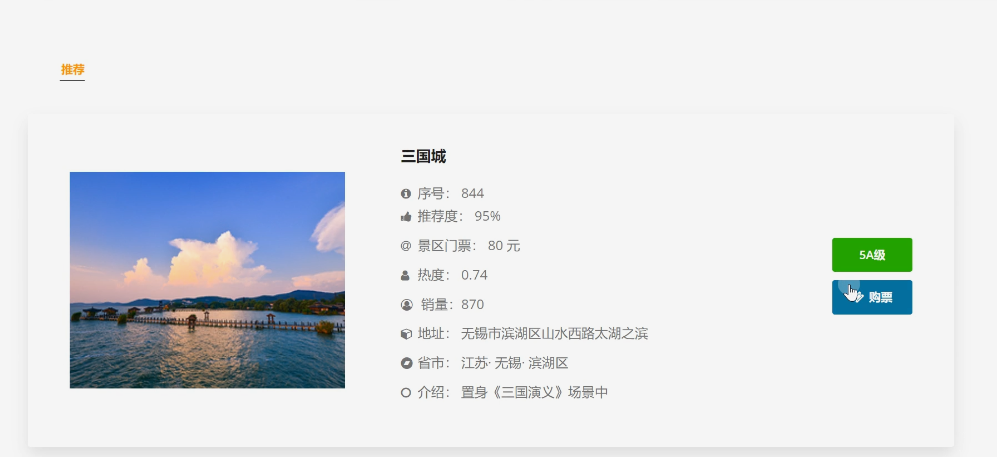 推荐
三国城
序号： 844
推荐度： 95%
景区门票： 80 元
热度： 0.74
销量：870
地址： 无锡市滨湖区山水西路太湖之滨
省市： 江苏· 无锡· 滨湖区
介绍： 置身《三国演义》场景中
5A级
购票